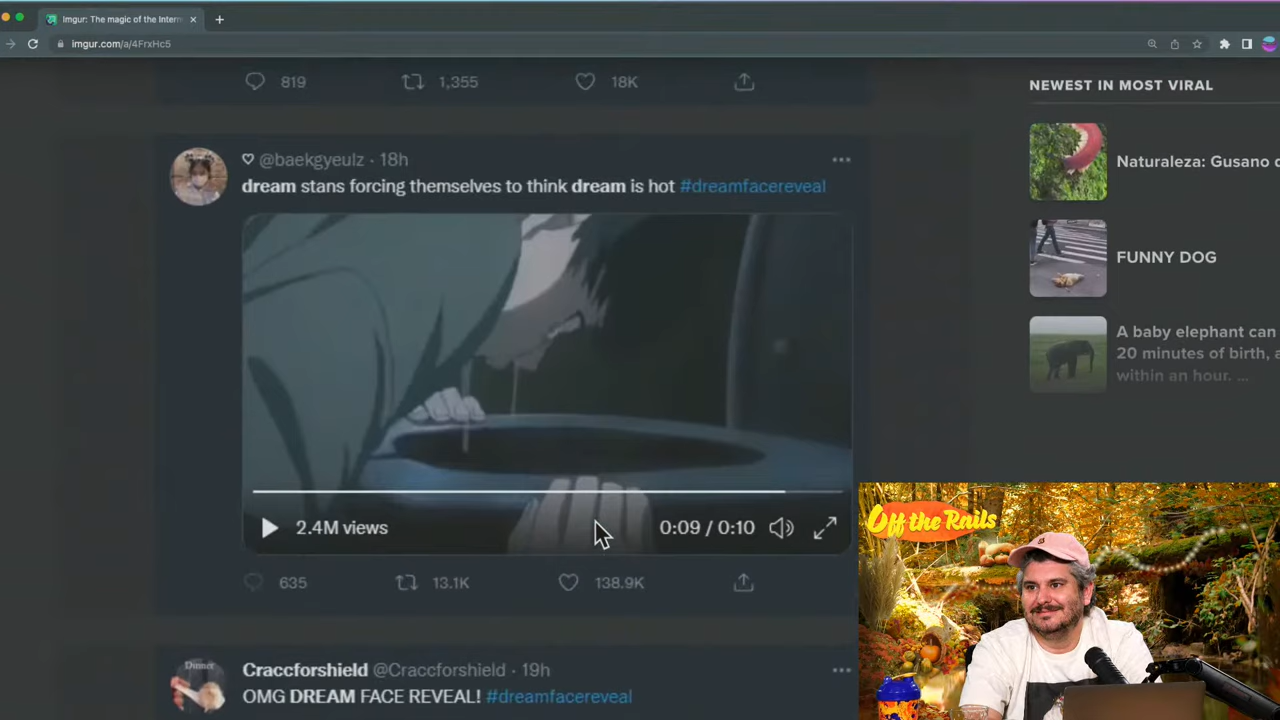 Imgur: The magic of the Intern
imgur.com/a/4FrxHc5
819 1,355 18K
@baekgyeulz · 18h
dream stans forcing themselves to think dream is hot #dreamfacereveal
2.4M views 0:09 / 0:10
635 13.1K 138.9K
Dinner
Craccforshield @Craccforshield · 19h
OMG DREAM FACE REVEAL! #dreamfacereveal
NEWEST IN MOST VIRAL
Naturaleza: Gusano d
FUNNY DOG
A baby elephant can
20 minutes of birth, a
within an hour. ...
Off the Rails